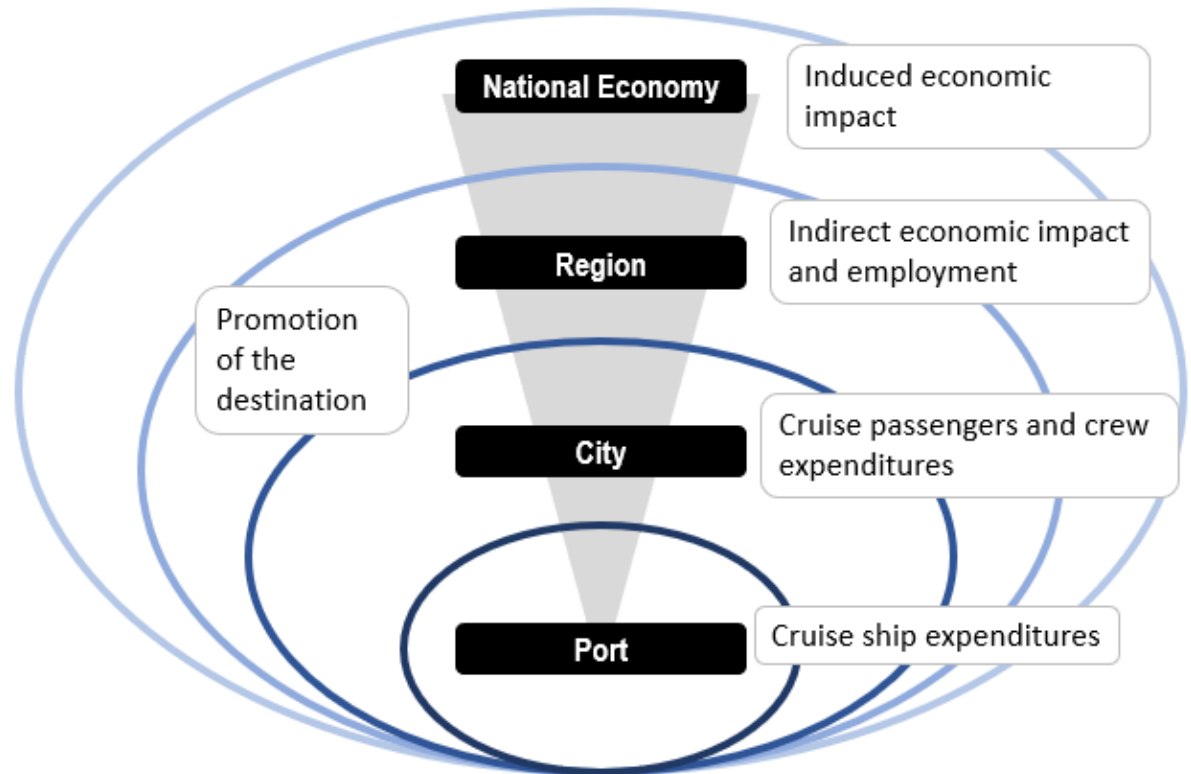 National Economy
Induced economic
impact
Region
Indirect economic impact
and employment
Promotion
of the
destination
City
Cruise passengers and crew
expenditures
Port
Cruise ship expenditures